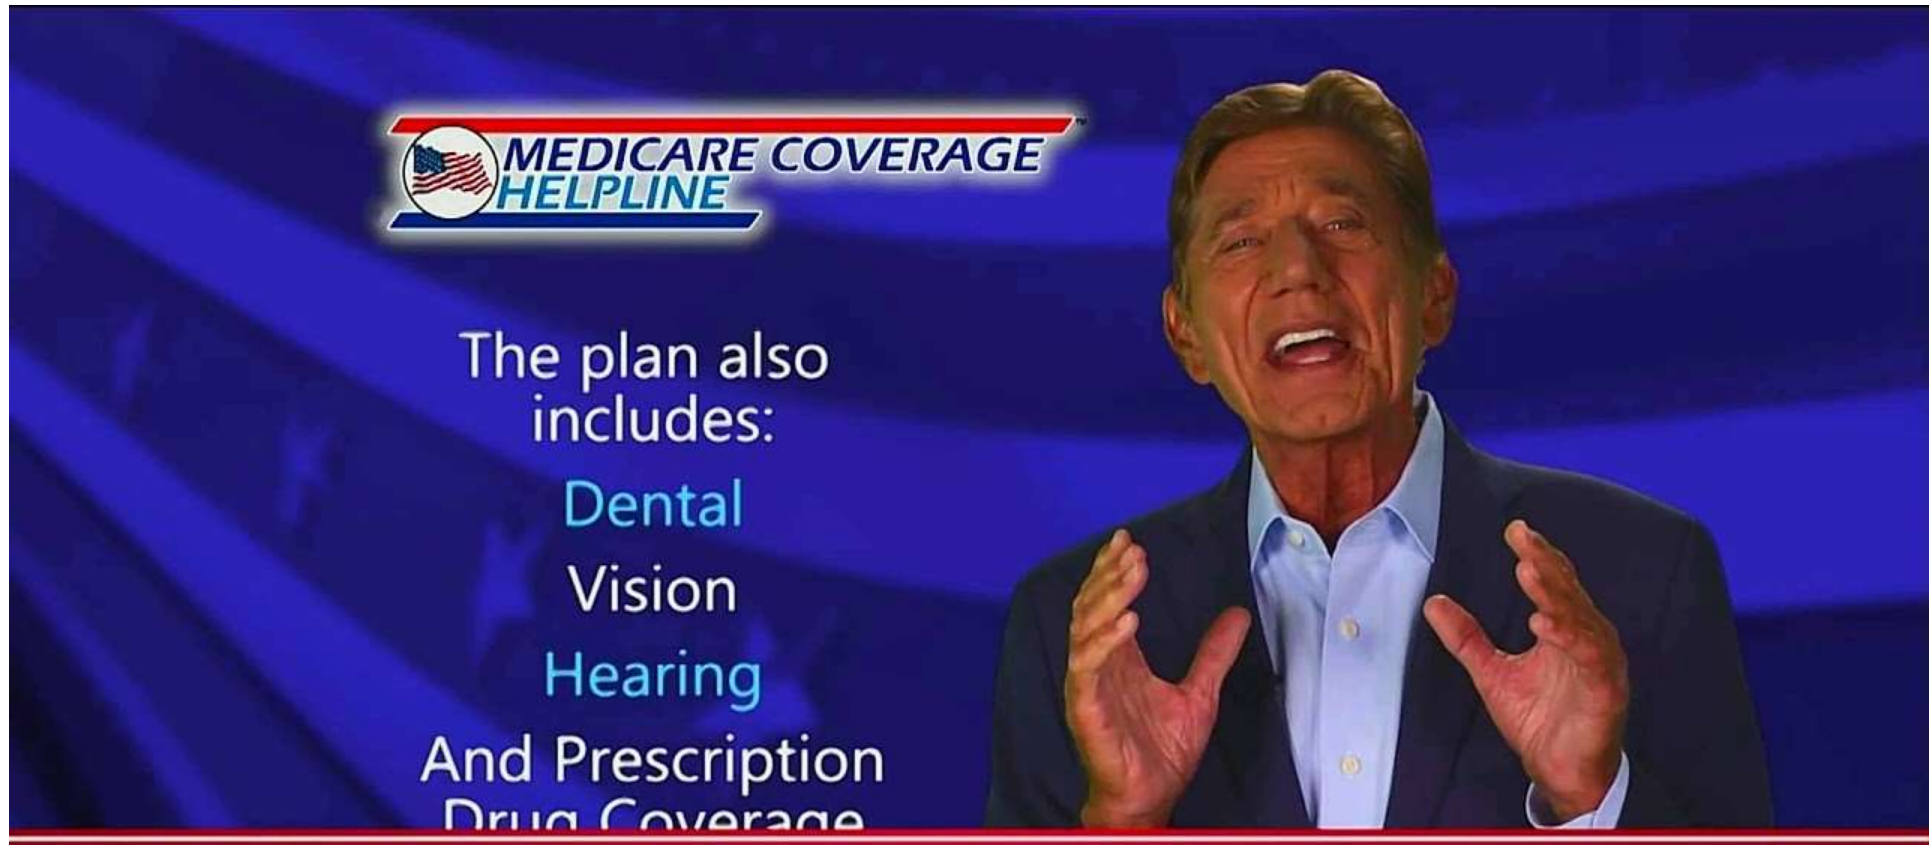 MEDICARE COVERAGE
HELPLINE
The plan also
includes:
Dental
Vision
Hearing
And Prescription
Drug Coverage